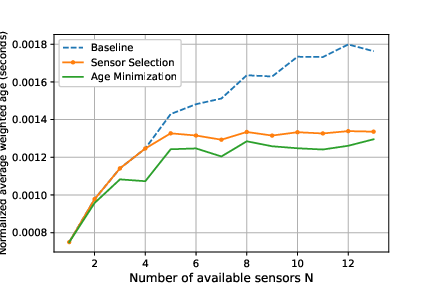 Normalized average weighted age (seconds)
0.0018
0.0016
0.0014
0.0012
0.0010
0.0008
Baseline
Sensor Selection
Age Minimization
2 4 6 8 10 12
Number of available sensors N